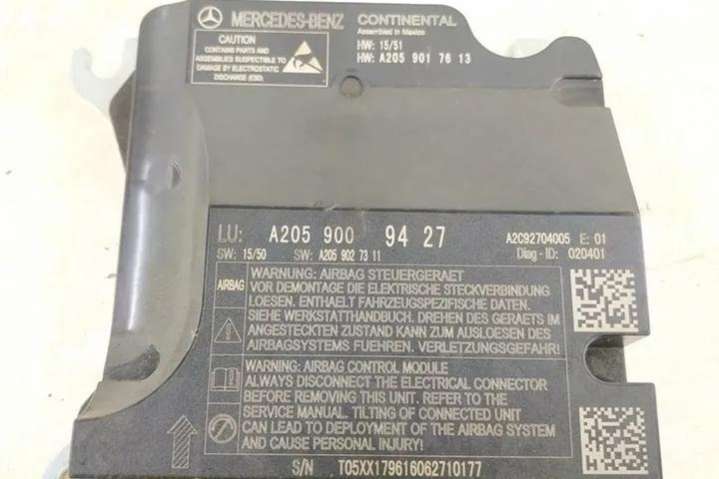 MERCEDES-BENZ CONTINENTAL
Assembled in Mexico
CAUTION
CONTAINS PARTS AND
ASSEMBLIES SUSCEPTIBLE TO
DAMAGE BY ELECTROSTATIC
DISCHARGE (ESD)
HW: 15/51
HW: A205 901 76 13
LU: A205 900 94 27
SW: 15/50 SW: A205 902 73 11
A2C92704005 E: 01
Diag-ID: 020401
AIRBAG
WARNUNG: AIRBAG STEUERGERAET
VOR DEMONTAGE DIE ELEKTRISCHE STECKVERBINDUNG
LOESEN. ENTHAELT FAHRZEUGSPEZIFISCHE DATEN.
SIEHE WERKSTATTHANDBUCH. DREHEN DES GERAETS IM
ANGESTECKTEN ZUSTAND KANN ZUM AUSLOESEN DES
AIRBAGSYSTEMS FUEHREN. VERLETZUNGSGEFAHR!
WARNING: AIRBAG CONTROL MODULE
ALWAYS DISCONNECT THE ELECTRICAL CONNECTOR
BEFORE REMOVING THIS UNIT. REFER TO THE
SERVICE MANUAL. TILTING OF CONNECTED UNIT
CAN LEAD TO DEPLOYMENT OF THE AIRBAG SYSTEM
AND CAUSE PERSONAL INJURY!
S/N T05XX179616062710177